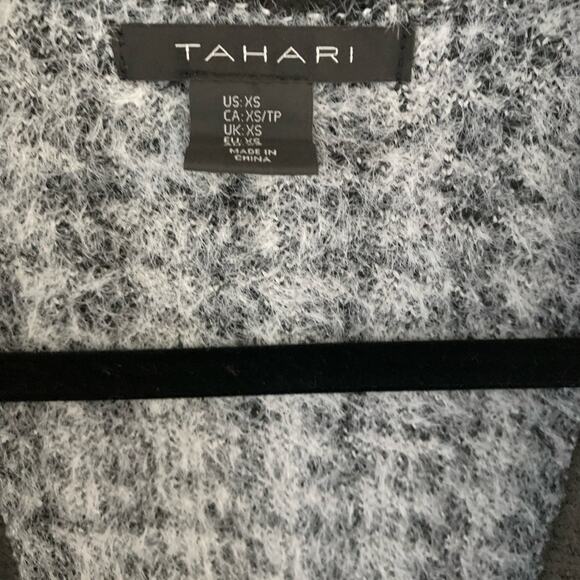 TAHARI
US: XS
CA: XS/TP
UK: XS
EU: XS
MADE IN
CHINA